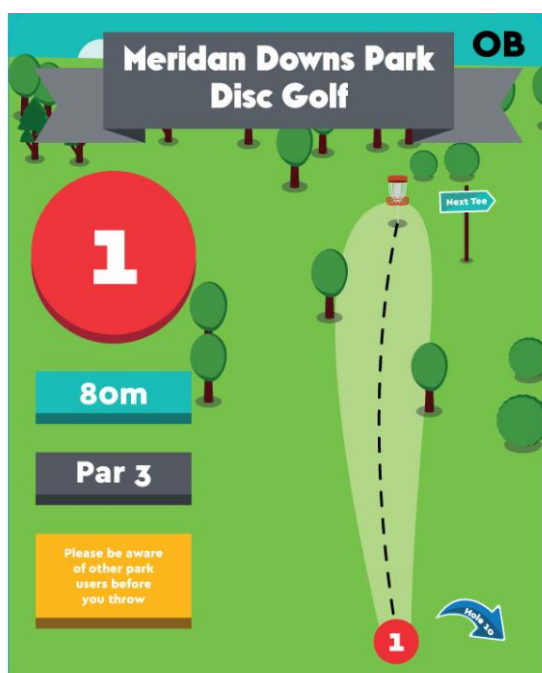 Meridan Downs Park
Disc Golf
OB
Next Tee
1
80m
Par 3
Please be aware
of other park
users before
you throw
1
Hole 10